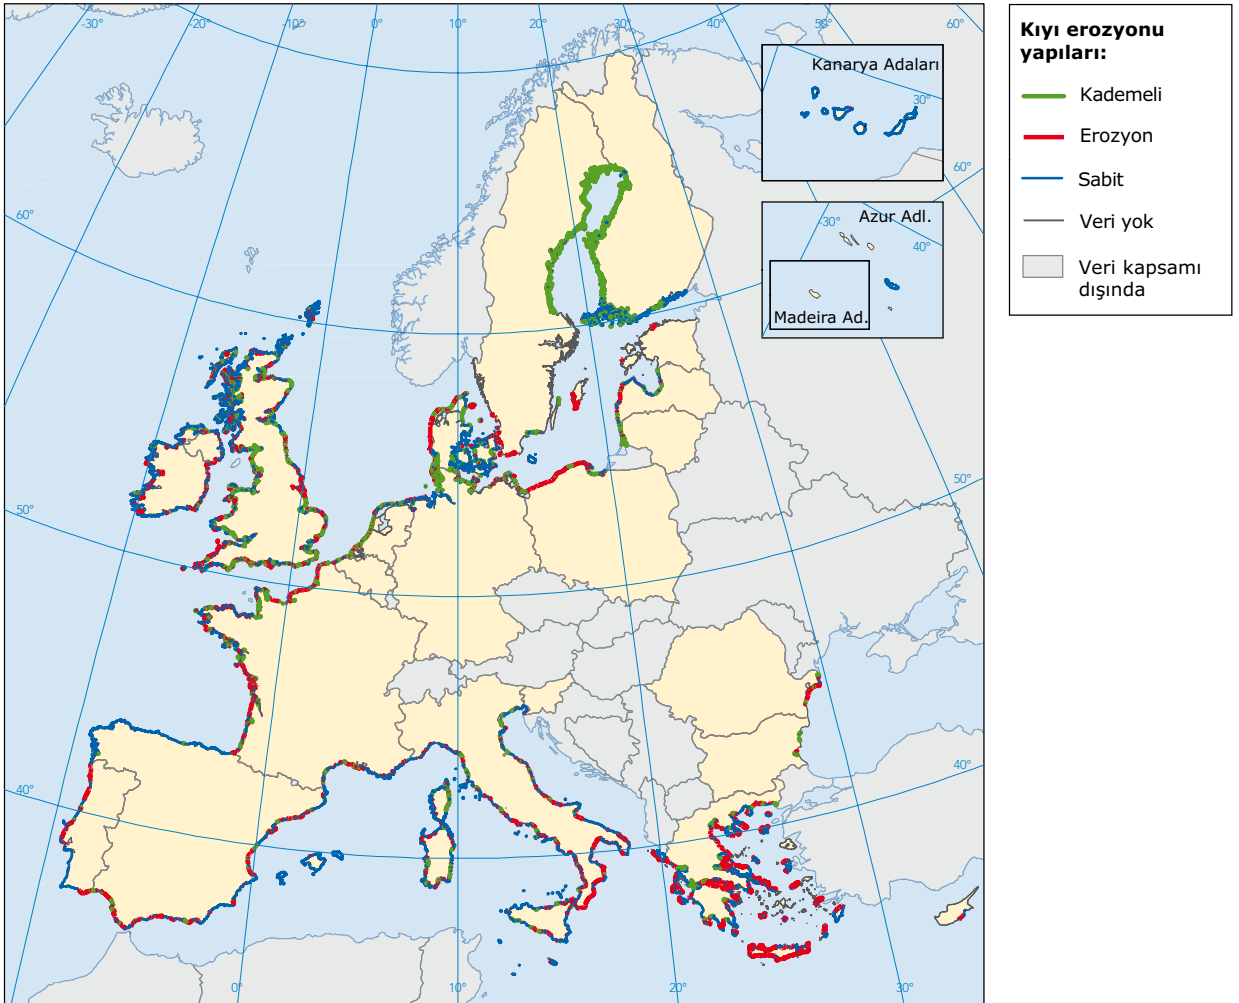 -30°
-20°
-10°
0°
10°
20°
30°
40°
50°
60°
Kanarya Adaları
30°
60°
Azur Adl.
-30°
40°
Madeira Ad.
60°
50°
50°
40°
40°
0°
10°
20°
30°
Kıyı erozyonu
yapıları:
Kademeli
Erozyon
Sabit
Veri yok
Veri kapsamı
dışında